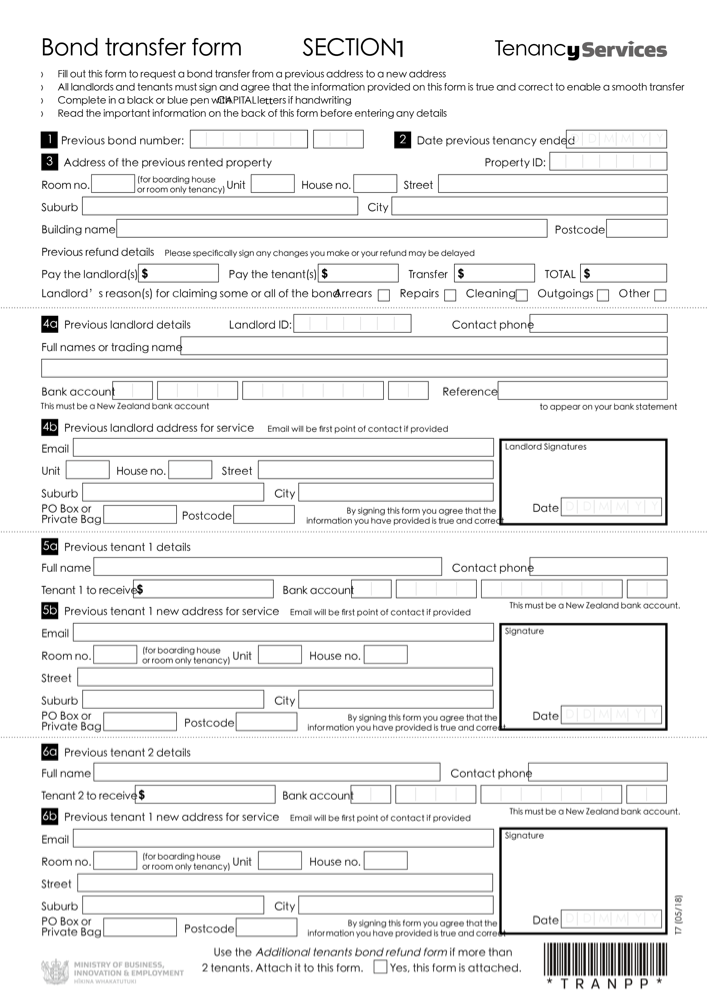 Bond transfer form SECTION1 TenancyServices
› Fill out this form to request a bond transfer from a previous address to a new address
› All landlords and tenants must sign and agree that the information provided on this form is true and correct to enable a smooth transfer
› Complete in a black or blue pen with CAPITAL letters if handwriting
› Read the important information on the back of this form before entering any details
1 Previous bond number: 2 Date previous tenancy ended D D M M Y Y
3 Address of the previous rented property Property ID:
Room no. (for boarding house or room only tenancy) Unit House no. Street
Suburb City
Building name Postcode
Previous refund details Please specifically sign any changes you make or your refund may be delayed
Pay the landlord(s) $ Pay the tenant(s) $ Transfer $ TOTAL $
Landlord' s reason(s) for claiming some or all of the bond Arrears Repairs Cleaning Outgoings Other
4a Previous landlord details Landlord ID: Contact phone
Full names or trading name
Bank account Reference
This must be a New Zealand bank account to appear on your bank statement
4b Previous landlord address for service Email will be first point of contact if provided
Email Landlord Signatures
Unit House no. Street
Suburb City
PO Box or Private Bag Postcode By signing this form you agree that the information you have provided is true and correct Date D D M M Y Y
5a Previous tenant 1 details
Full name Contact phone
Tenant 1 to receive $ Bank account
This must be a New Zealand bank account.
5b Previous tenant 1 new address for service Email will be first point of contact if provided
Email Signature
Room no. (for boarding house or room only tenancy) Unit House no.
Street
Suburb City
PO Box or Private Bag Postcode By signing this form you agree that the information you have provided is true and correct Date D D M M Y Y
6a Previous tenant 2 details
Full name Contact phone
Tenant 2 to receive $ Bank account
This must be a New Zealand bank account.
6b Previous tenant 1 new address for service Email will be first point of contact if provided
Email Signature
Room no. (for boarding house or room only tenancy) Unit House no.
Street
Suburb City
PO Box or Private Bag Postcode By signing this form you agree that the information you have provided is true and correct Date D D M M Y Y
T7 (05/18)
MINISTRY OF BUSINESS,
INNOVATION & EMPLOYMENT
HĪKINA WHAKATUTUKI
Use the Additional tenants bond refund form if more than
2 tenants. Attach it to this form. Yes, this form is attached.
* T R A N P P *